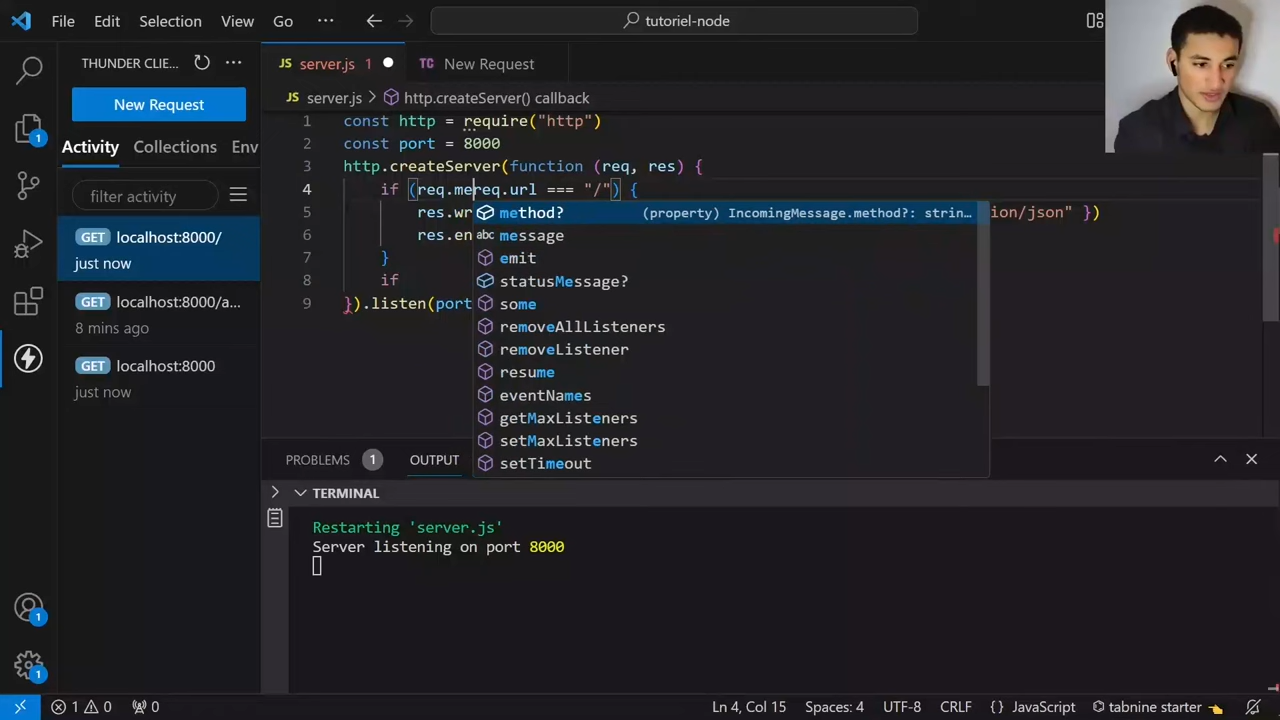 File Edit Selection View Go ··· tutoriel-node
THUNDER CLIE... ···
New Request
Activity Collections Env
filter activity
GET localhost:8000/
just now
GET localhost:8000/a...
8 mins ago
GET localhost:8000
just now
JS server.js 1 TC New Request
JS server.js > http.createServer() callback
1 const http = require("http")
2 const port = 8000
3 http.createServer(function (req, res) {
4 if (req.mereq.url === "/") {
5 res.wr ion/json" })
6 res.en
7 }
8 if
9 }).listen(port
method? (property) IncomingMessage.method?: strin…
abc message
emit
statusMessage?
some
removeAllListeners
removeListener
resume
eventNames
getMaxListeners
setMaxListeners
setTimeout
PROBLEMS 1 OUTPUT
TERMINAL
Restarting 'server.js'
Server listening on port 8000
1
1
1
1 0 0 Ln 4, Col 15 Spaces: 4 UTF-8 CRLF {} JavaScript tabnine starter